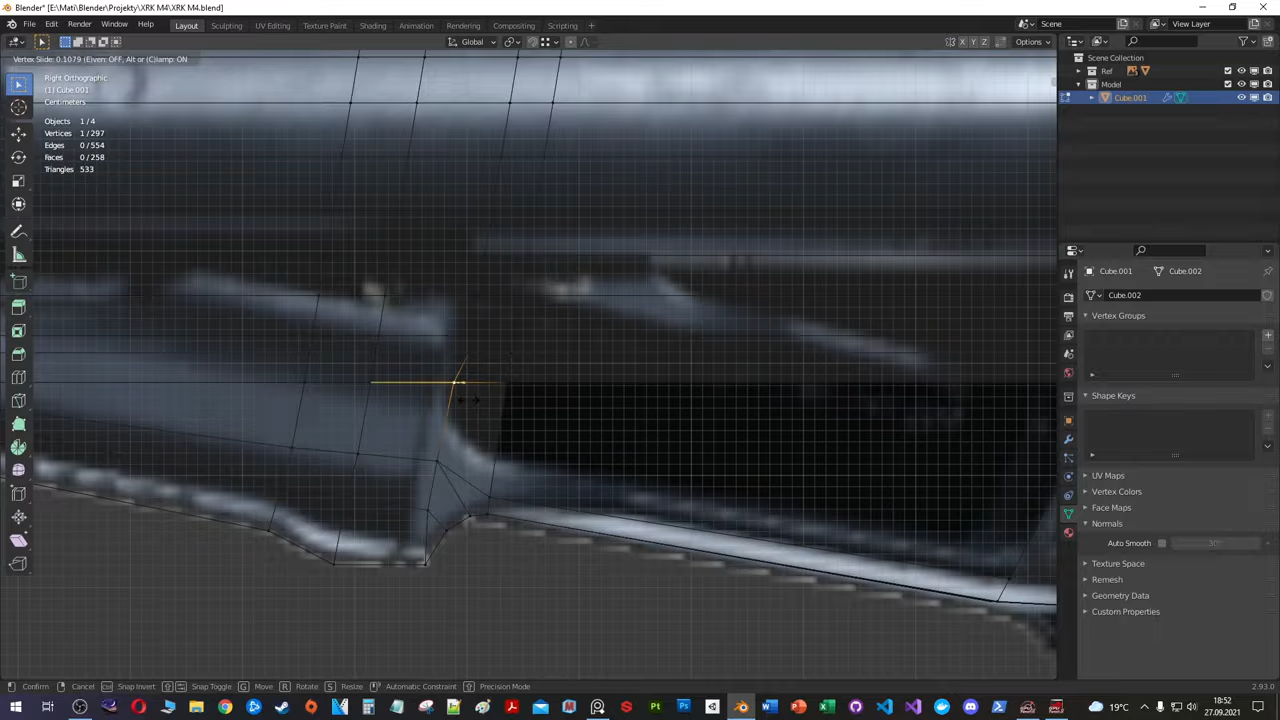 Blender* [E:\Mati\Blender\Projekty\XRK M4\XRK M4.blend]
File Edit Render Window Help Layout Sculpting UV Editing Texture Paint Shading Animation Rendering Compositing Scripting + Scene View Layer
Global X Y Z Options
Vertex Slide: 0.1079 (E)ven: OFF, Alt or (C)lamp: ON
Right Orthographic
(1) Cube.001
Centimeters
Objects 1 / 4
Vertices 1 / 297
Edges 0 / 554
Faces 0 / 258
Triangles 533
Scene Collection
Ref
Model
Cube.001
Cube.001 Cube.002
Cube.002
Vertex Groups
Shape Keys
UV Maps
Vertex Colors
Face Maps
Normals
Auto Smooth 30°
Texture Space
Remesh
Geometry Data
Custom Properties
Confirm Cancel Snap Invert Snap Toggle G Move R Rotate S Resize Automatic Constraint Precision Mode 2.93.0
19°C
18:52
27.09.2021